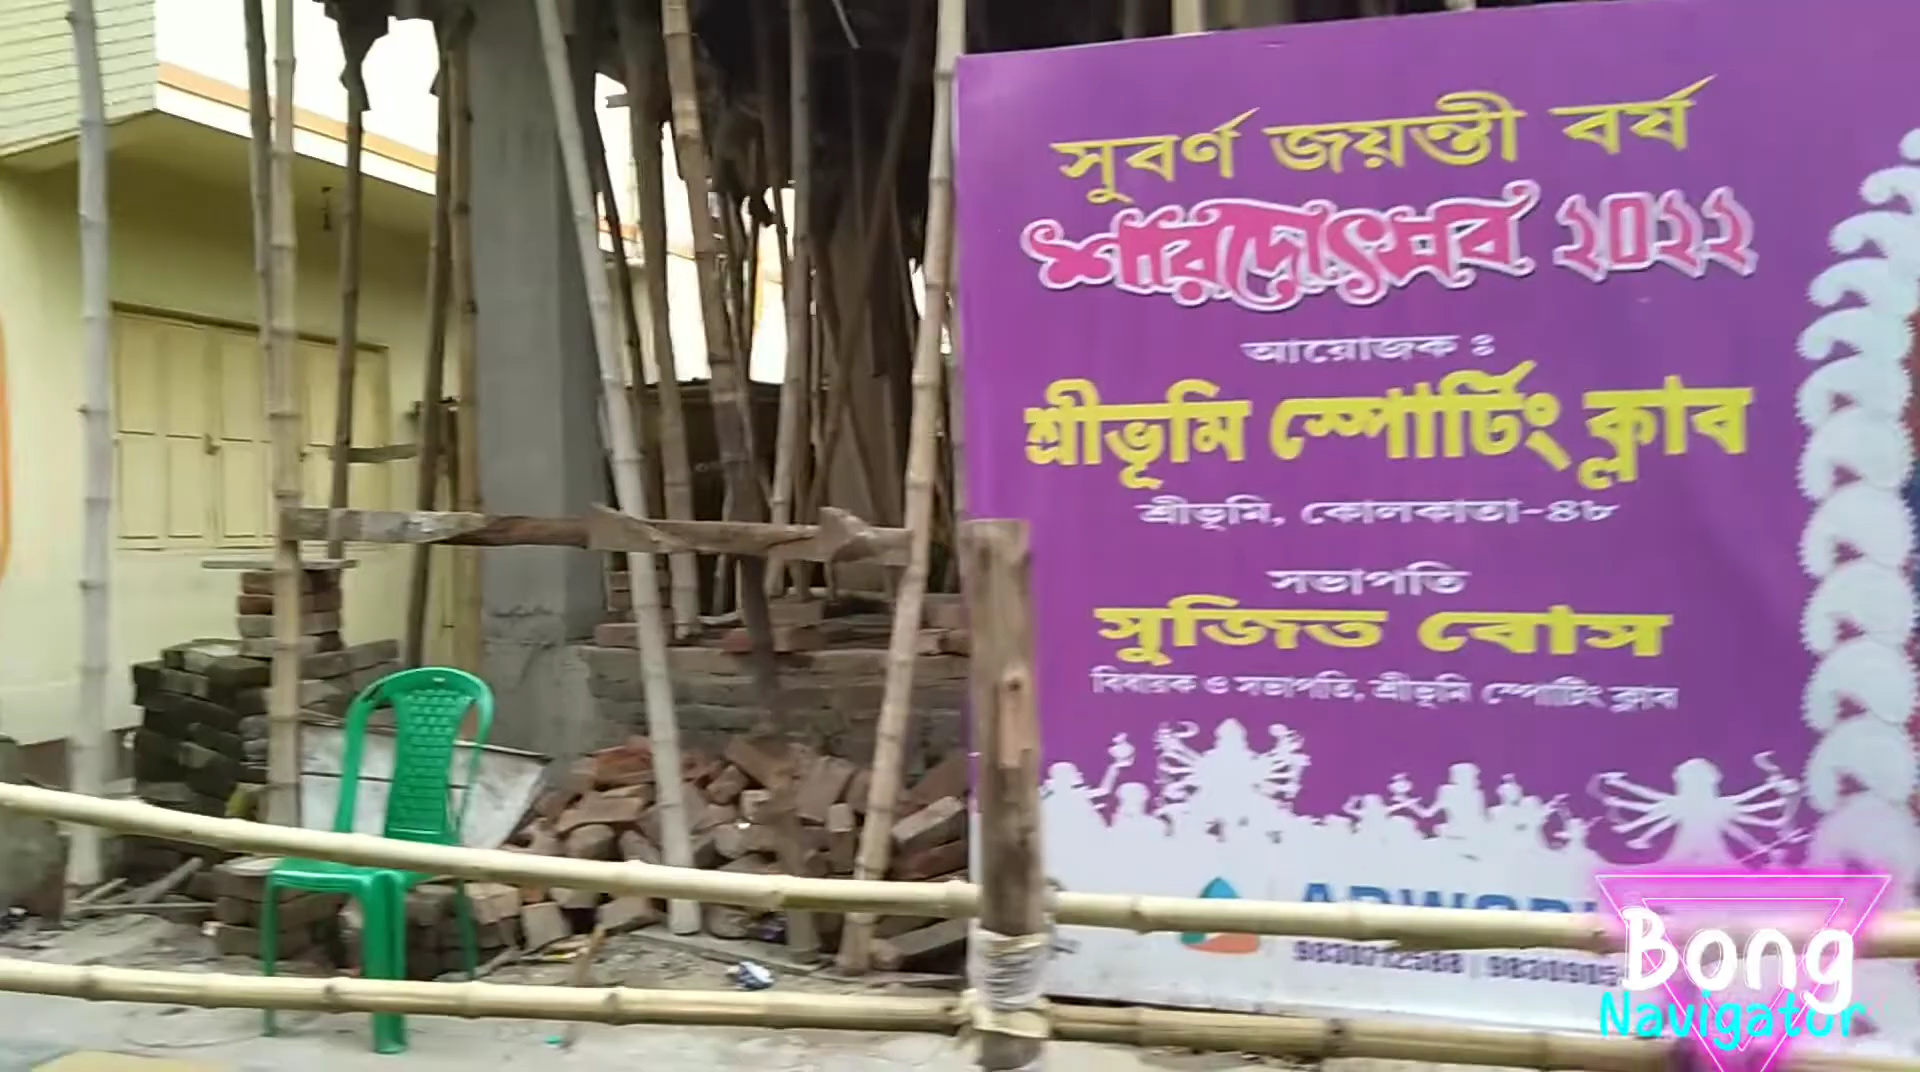 সুবর্ণ জয়ন্তী বর্ষ
শারদোৎসব ২০২২
আয়োজক ঃ
শ্রীভূমি স্পোর্টিং ক্লাব
শ্রীভূমি, কোলকাতা-৪৮
সভাপতি
সুজিত বোস
বিধায়ক ও সভাপতি, শ্রীভূমি স্পোর্টিং ক্লাব
Bong
Navigator